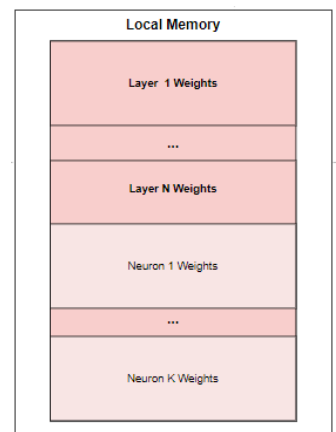 Local Memory
Layer 1 Weights
...
Layer N Weights
Neuron 1 Weights
...
Neuron K Weights